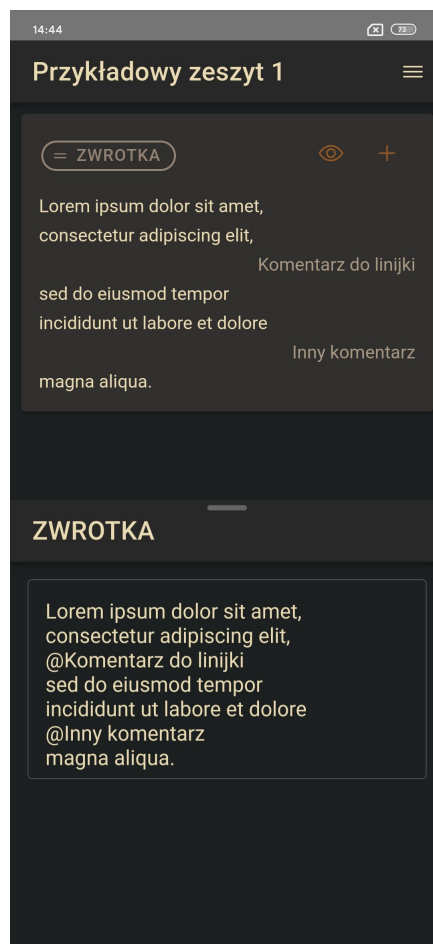 14:44
73
Przykładowy zeszyt 1
ZWROTKA
Lorem ipsum dolor sit amet,
consectetur adipiscing elit,
Komentarz do linijki
sed do eiusmod tempor
incididunt ut labore et dolore
Inny komentarz
magna aliqua.
ZWROTKA
Lorem ipsum dolor sit amet,
consectetur adipiscing elit,
@Komentarz do linijki
sed do eiusmod tempor
incididunt ut labore et dolore
@Inny komentarz
magna aliqua.